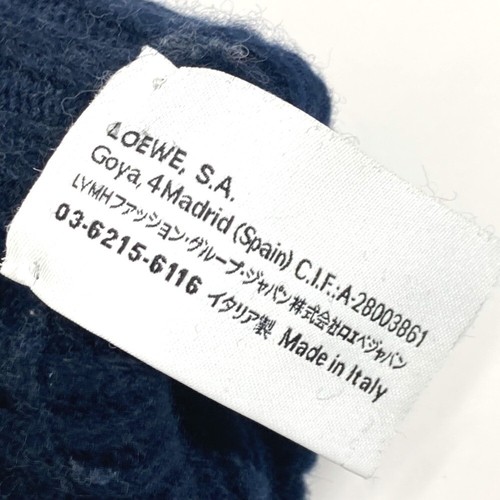 LOEWE, S.A.
Goya, 4 Madrid (Spain) C.I.F.:A-28003861
LVMHファッション・グループ・ジャパン株式会社ロエベジャパン
03-6215-6116 イタリア製 Made in Italy